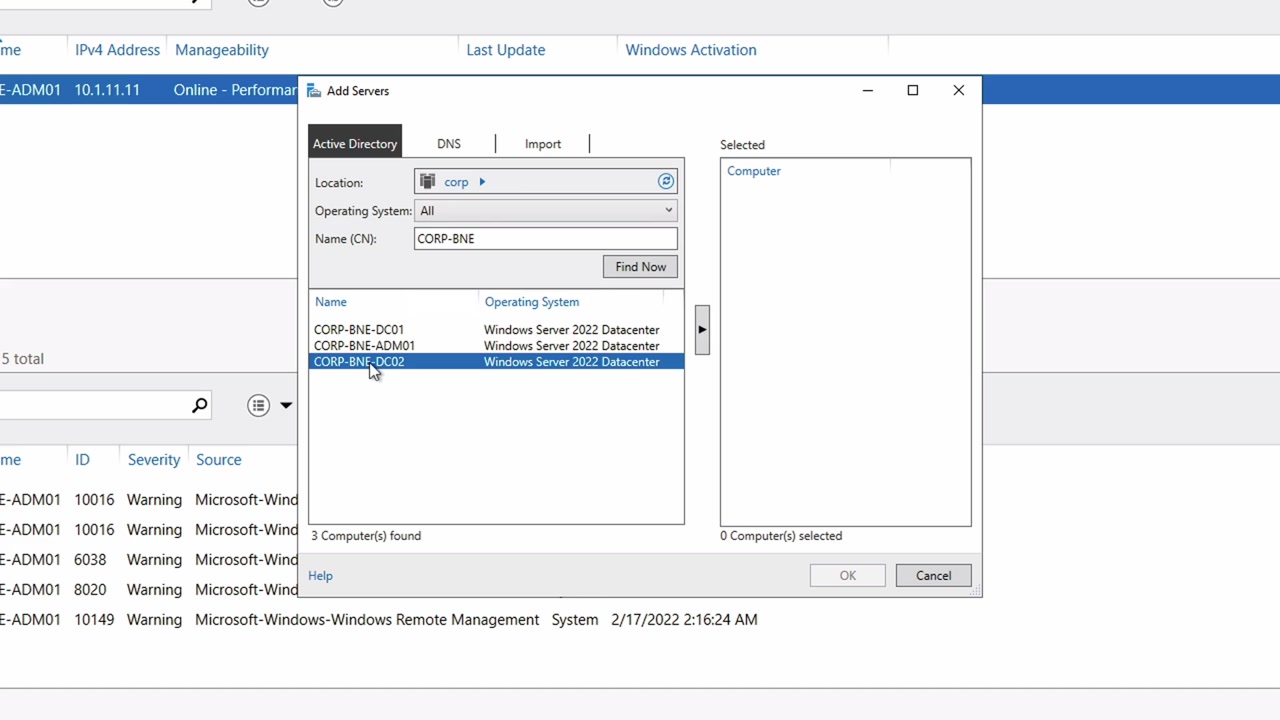 me IPv4 Address Manageability Last Update Windows Activation
E-ADM01 10.1.11.11 Online - Performan
Add Servers
Active Directory DNS Import
Selected
Location: corp
Computer
Operating System: All
Name (CN): CORP-BNE
Find Now
Name Operating System
CORP-BNE-DC01 Windows Server 2022 Datacenter
CORP-BNE-ADM01 Windows Server 2022 Datacenter
CORP-BNE-DC02 Windows Server 2022 Datacenter
5 total
me ID Severity Source
E-ADM01 10016 Warning Microsoft-Wind
E-ADM01 10016 Warning Microsoft-Wind
3 Computer(s) found
0 Computer(s) selected
E-ADM01 6038 Warning Microsoft-Wind
Help OK Cancel
E-ADM01 8020 Warning Microsoft-Wind
E-ADM01 10149 Warning Microsoft-Windows-Windows Remote Management System 2/17/2022 2:16:24 AM